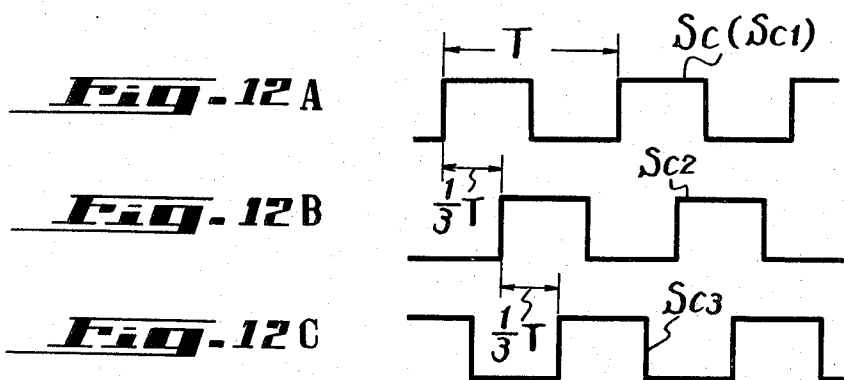 T
Sc (Sc1)
Fig. 12 A
1/3 T
Sc2
Fig. 12 B
1/3 T
Sc3
Fig. 12 C